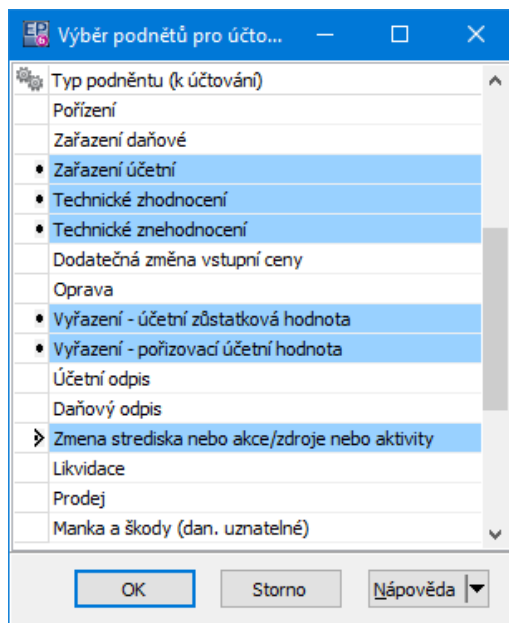 Výběr podnětů pro účto...
Typ podněntu (k účtování)
Pořízení
Zařazení daňové
Zařazení účetní
Technické zhodnocení
Technické znehodnocení
Dodatečná změna vstupní ceny
Oprava
Vyřazení - účetní zůstatková hodnota
Vyřazení - pořizovací účetní hodnota
Účetní odpis
Daňový odpis
Zmena strediska nebo akce/zdroje nebo aktivity
Likvidace
Prodej
Manka a škody (dan. uznatelné)
OK Storno Nápověda